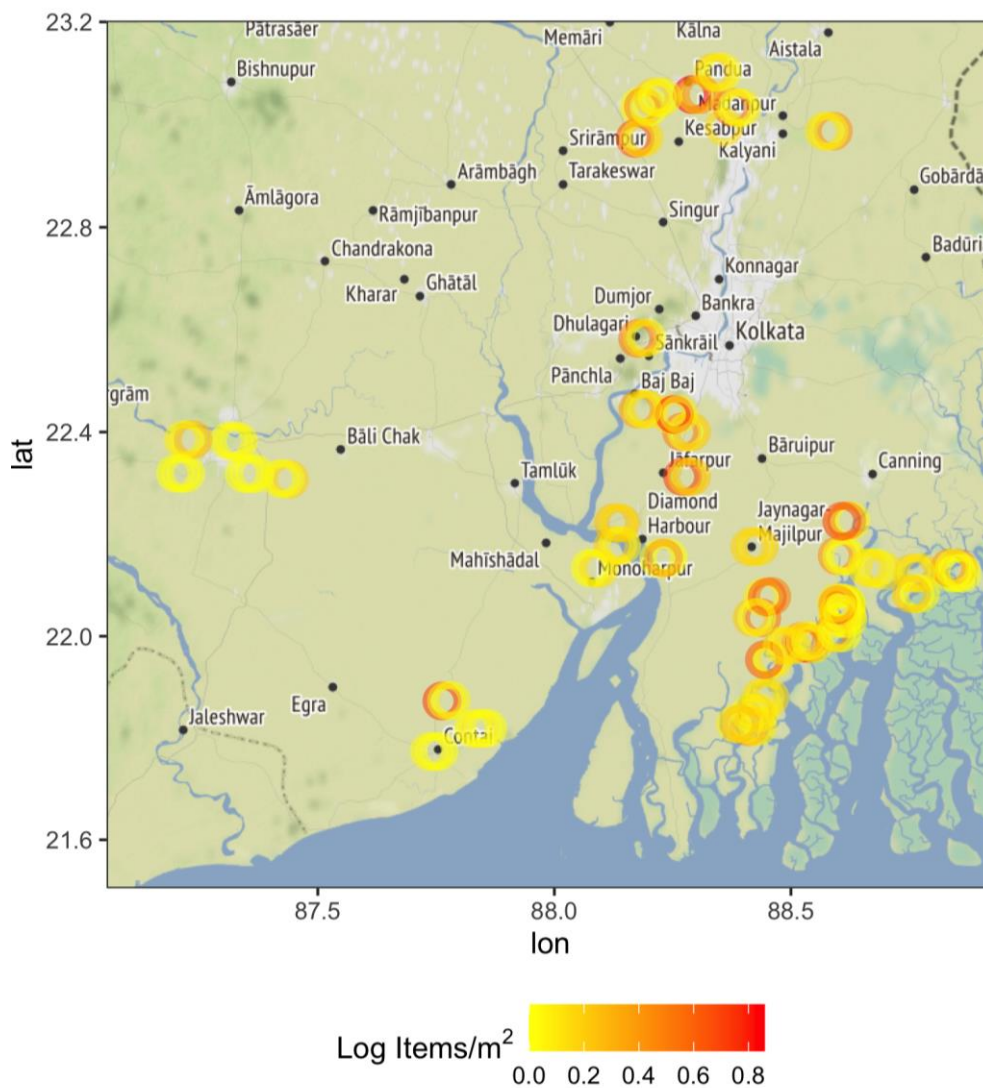 23.2
Pātrasāer
Memāri
Kālna
Aistala
Bishnupur
Pandua
Madanpur
Srirāmpur
Kesabpur
Kalyani
Arāmbāgh
Tarakeswar
Gobārdā
Āmlāgora
Rāmjībanpur
Singur
22.8
Chandrakona
Badūri
Konnagar
Kharar
Ghātāl
Dumjor
Bankra
Dhulagari
Kolkata
Sānkrāil
Pānchla
Baj Baj
grām
22.4
Bāli Chak
Bāruipur
Jāfarpur
Canning
Tamlūk
Diamond
Harbour
Jaynagar
Majilpur
Mahīshādal
Monoharpur
22.0
Egra
Jaleshwar
Contai
21.6
lat
87.5
88.0
88.5
lon
Log Items/m²
0.0 0.2 0.4 0.6 0.8